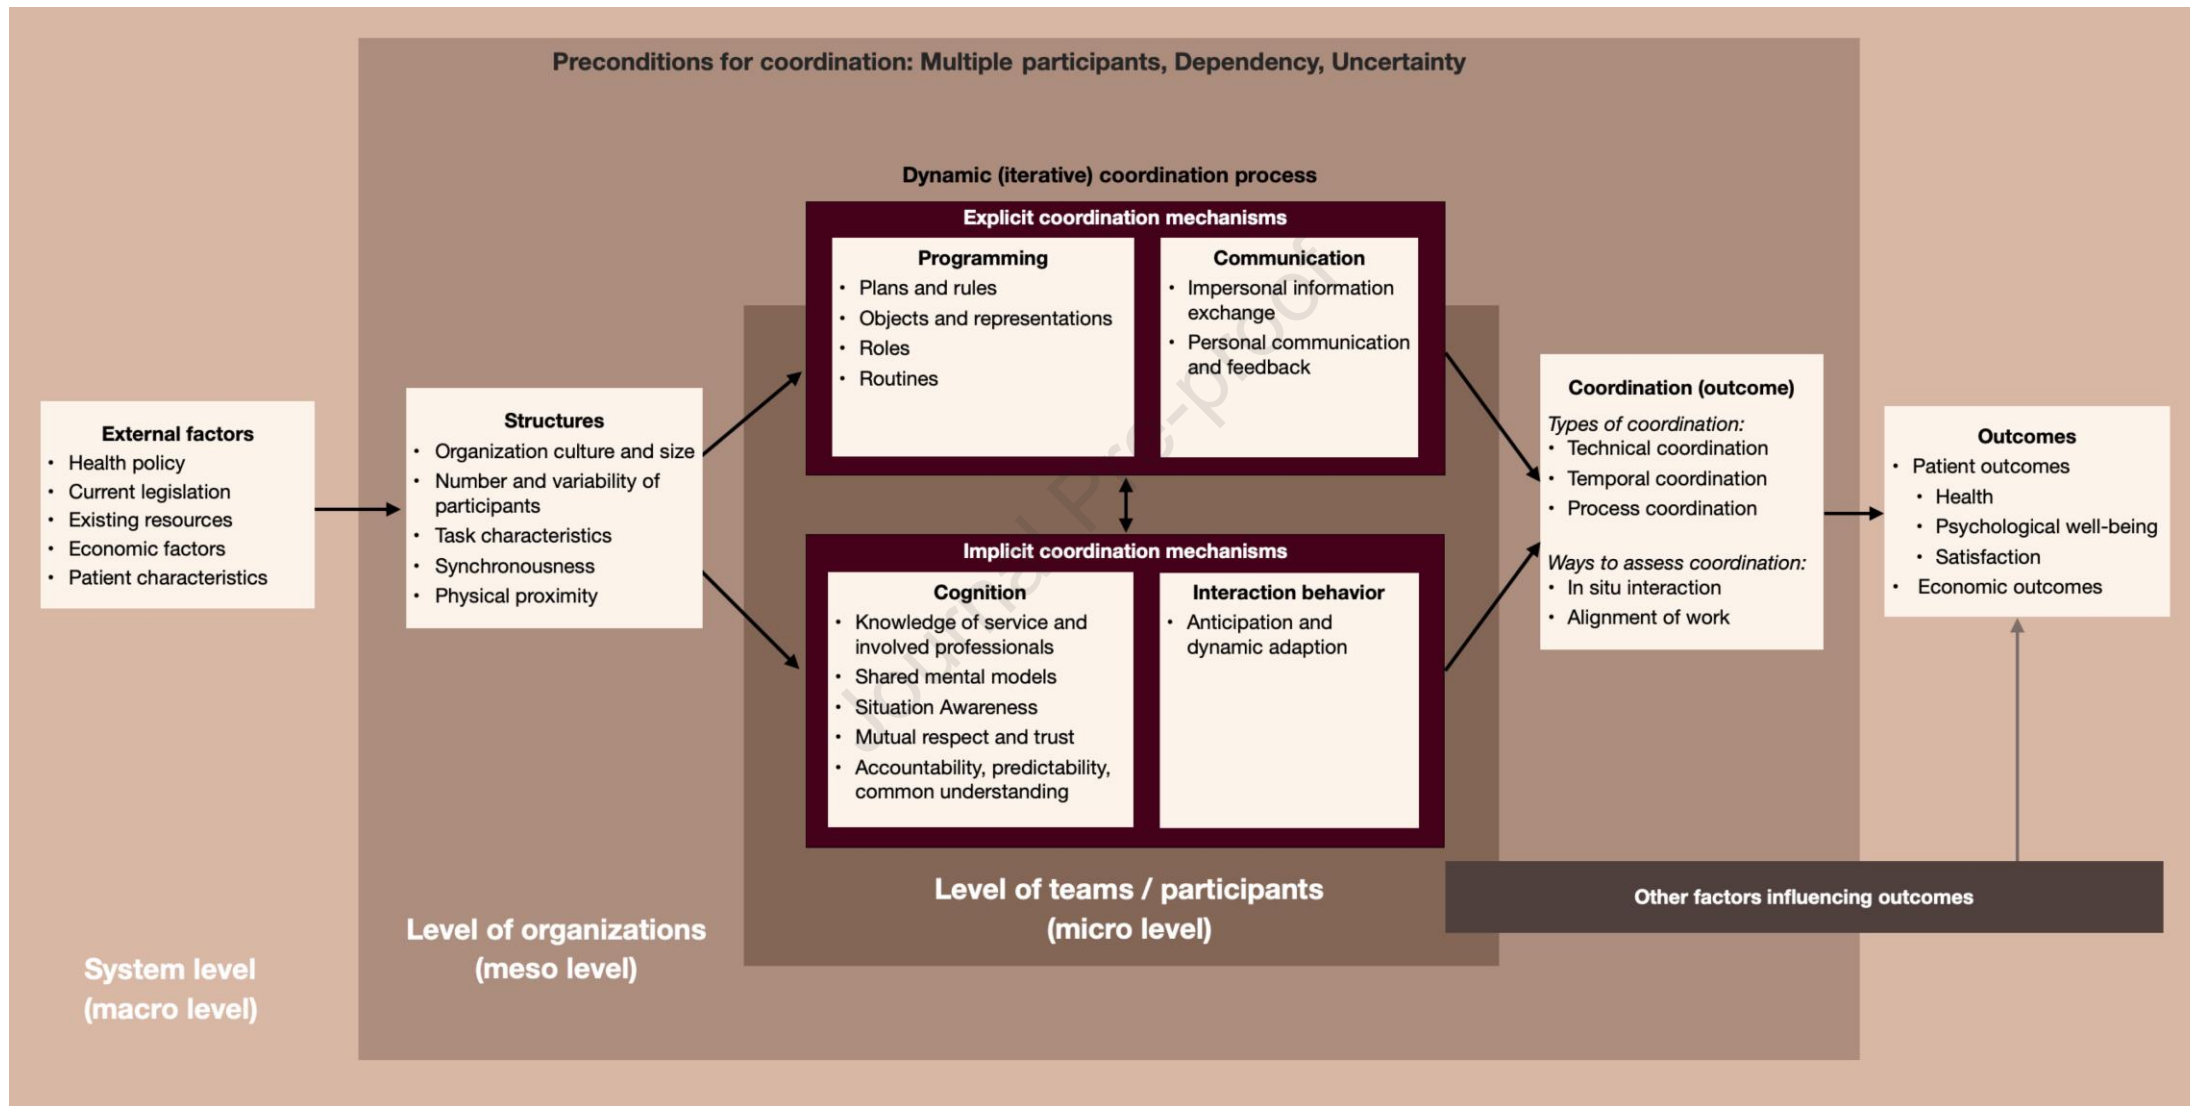 Preconditions for coordination: Multiple participants, Dependency, Uncertainty
Dynamic (iterative) coordination process
External factors
• Health policy
• Current legislation
• Existing resources
• Economic factors
• Patient characteristics
Structures
• Organization culture and size
• Number and variability of
participants
• Task characteristics
• Synchronousness
• Physical proximity
Explicit coordination mechanisms
Programming
• Plans and rules
• Objects and representations
• Roles
• Routines
Communication
• Impersonal information
exchange
• Personal communication
and feedback
Implicit coordination mechanisms
Cognition
• Knowledge of service and
involved professionals
• Shared mental models
• Situation Awareness
• Mutual respect and trust
• Accountability, predictability,
common understanding
Interaction behavior
• Anticipation and
dynamic adaption
Coordination (outcome)
Types of coordination:
• Technical coordination
• Temporal coordination
• Process coordination
Ways to assess coordination:
• In situ interaction
• Alignment of work
Outcomes
• Patient outcomes
• Health
• Psychological well-being
• Satisfaction
• Economic outcomes
Other factors influencing outcomes
Level of teams / participants
(micro level)
Level of organizations
(meso level)
System level
(macro level)
Journal Pre-proof